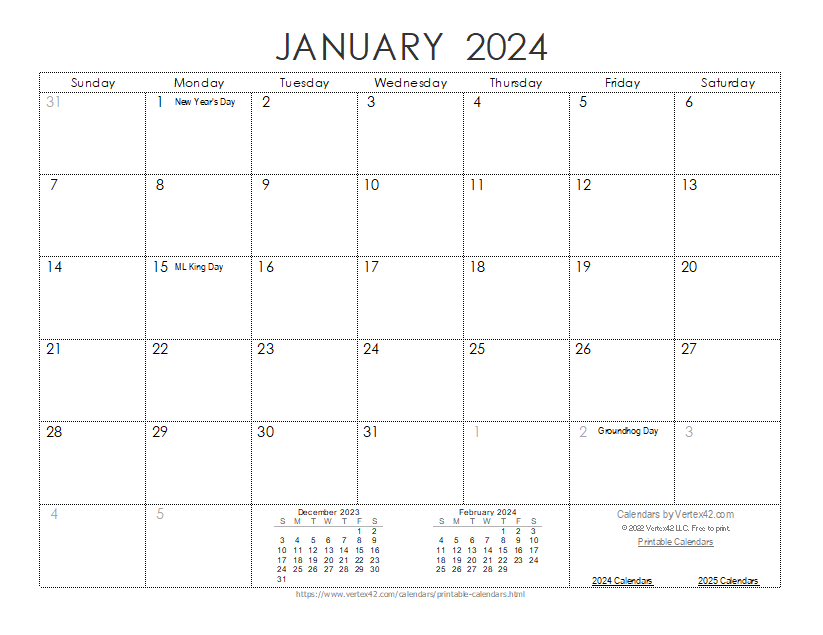 JANUARY 2024
Sunday Monday Tuesday Wednesday Thursday Friday Saturday
31 1 New Year's Day 2 3 4 5 6
7 8 9 10 11 12 13
14 15 ML King Day 16 17 18 19 20
21 22 23 24 25 26 27
28 29 30 31 1 2 Groundhog Day 3
4 5
December 2023
S M T W T F S
1 2
3 4 5 6 7 8 9
10 11 12 13 14 15 16
17 18 19 20 21 22 23
24 25 26 27 28 29 30
31
February 2024
S M T W T F S
1 2 3
4 5 6 7 8 9 10
11 12 13 14 15 16 17
18 19 20 21 22 23 24
25 26 27 28 29
Calendars by Vertex42.com
© 2022 Vertex42 LLC. Free to print.
Printable Calendars
2024 Calendars 2025 Calendars
https://www.vertex42.com/calendars/printable-calendars.html